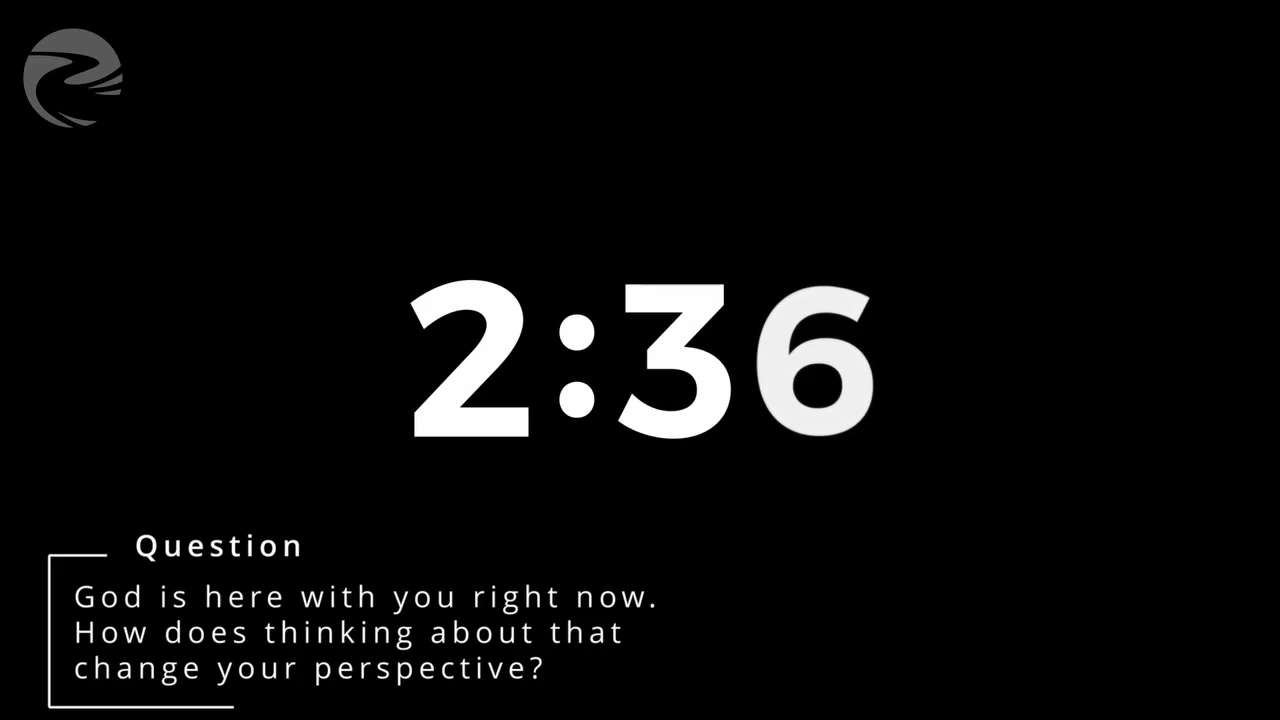 2:36
Question
God is here with you right now.
How does thinking about that
change your perspective?